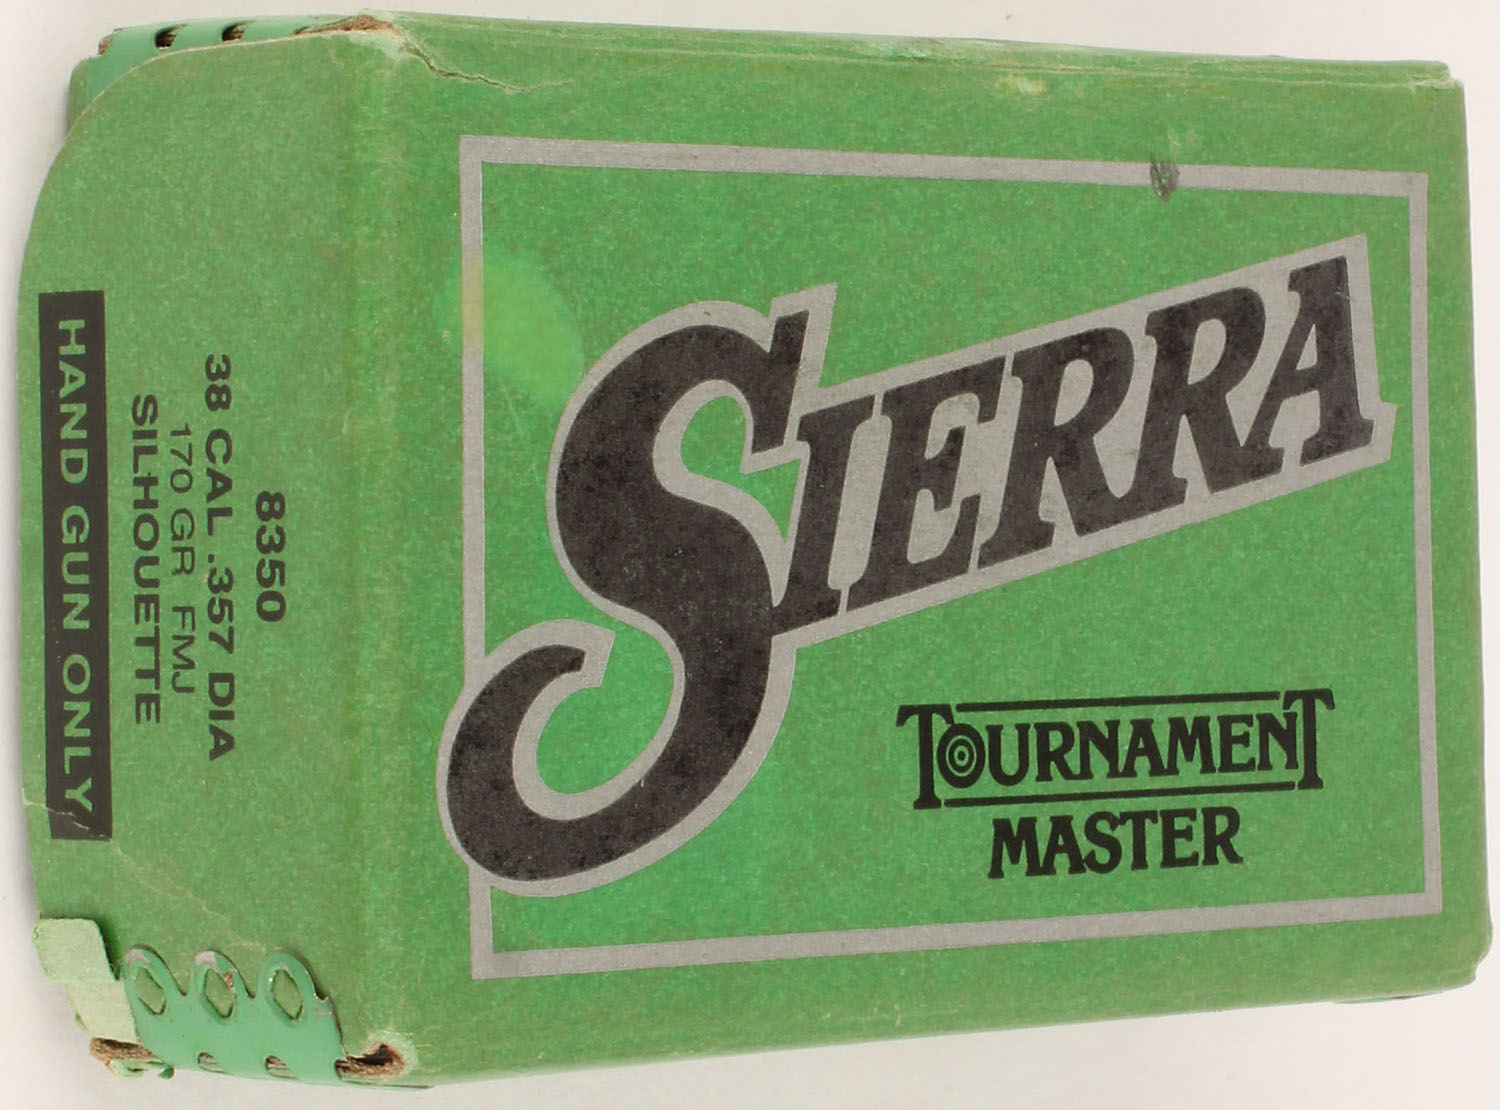 SIERRA
TOURNAMENT
MASTER
8350
38 CAL .357 DIA
170 GR FMJ
SILHOUETTE
HAND GUN ONLY